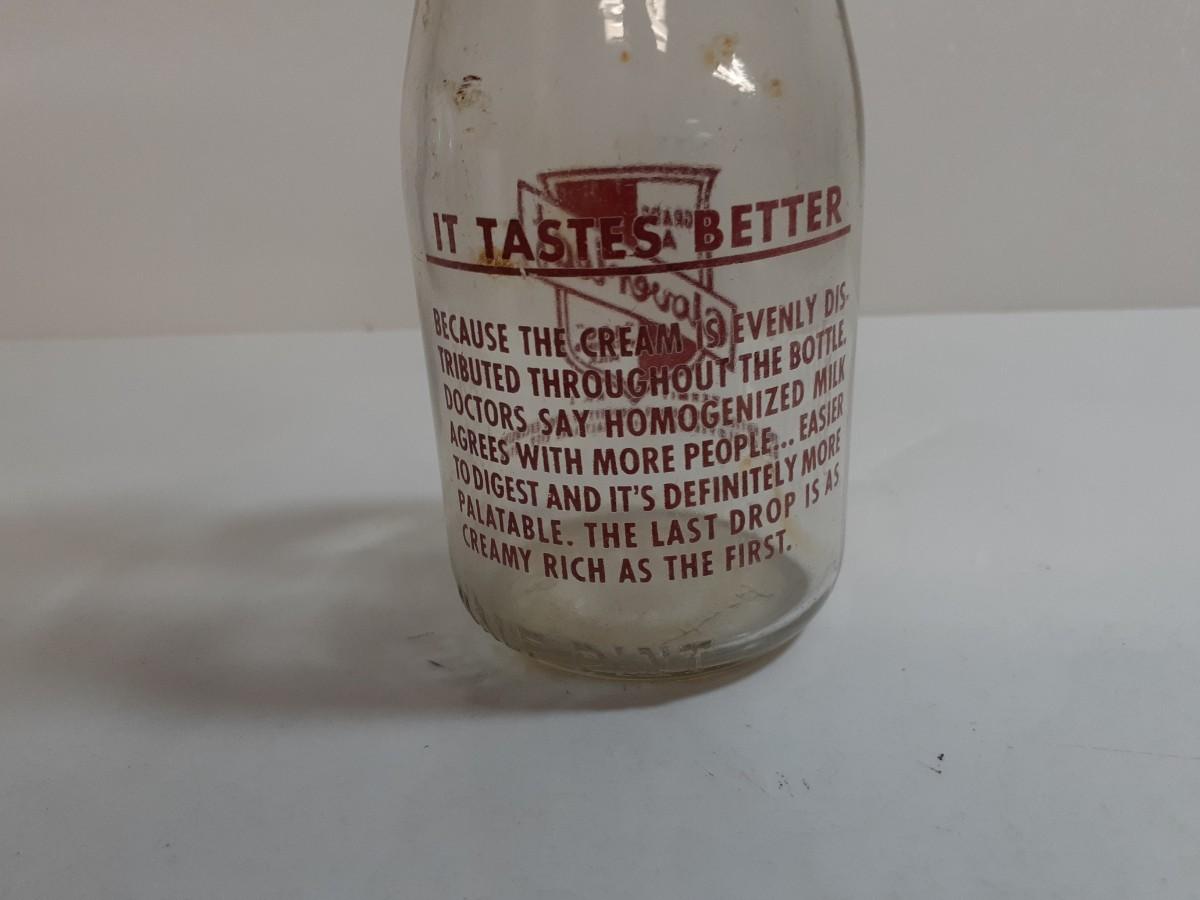 IT TASTES BETTER
BECAUSE THE CREAM IS EVENLY DIS-
TRIBUTED THROUGHOUT THE BOTTLE.
DOCTORS SAY HOMOGENIZED MILK
AGREES WITH MORE PEOPLE... EASIER
TO DIGEST AND IT'S DEFINITELY MORE
PALATABLE. THE LAST DROP IS AS
CREAMY RICH AS THE FIRST.
ONE PINT